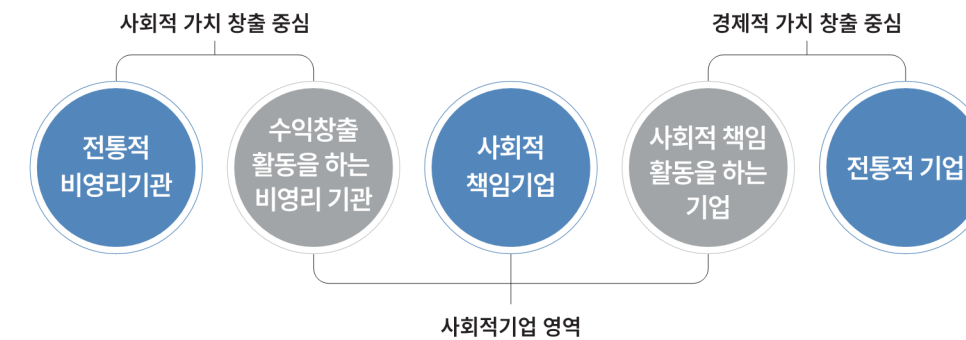 사회적 가치 창출 중심
경제적 가치 창출 중심
전통적
비영리기관
수익창출
활동을 하는
비영리 기관
사회적
책임기업
사회적 책임
활동을 하는
기업
전통적 기업
사회적기업 영역